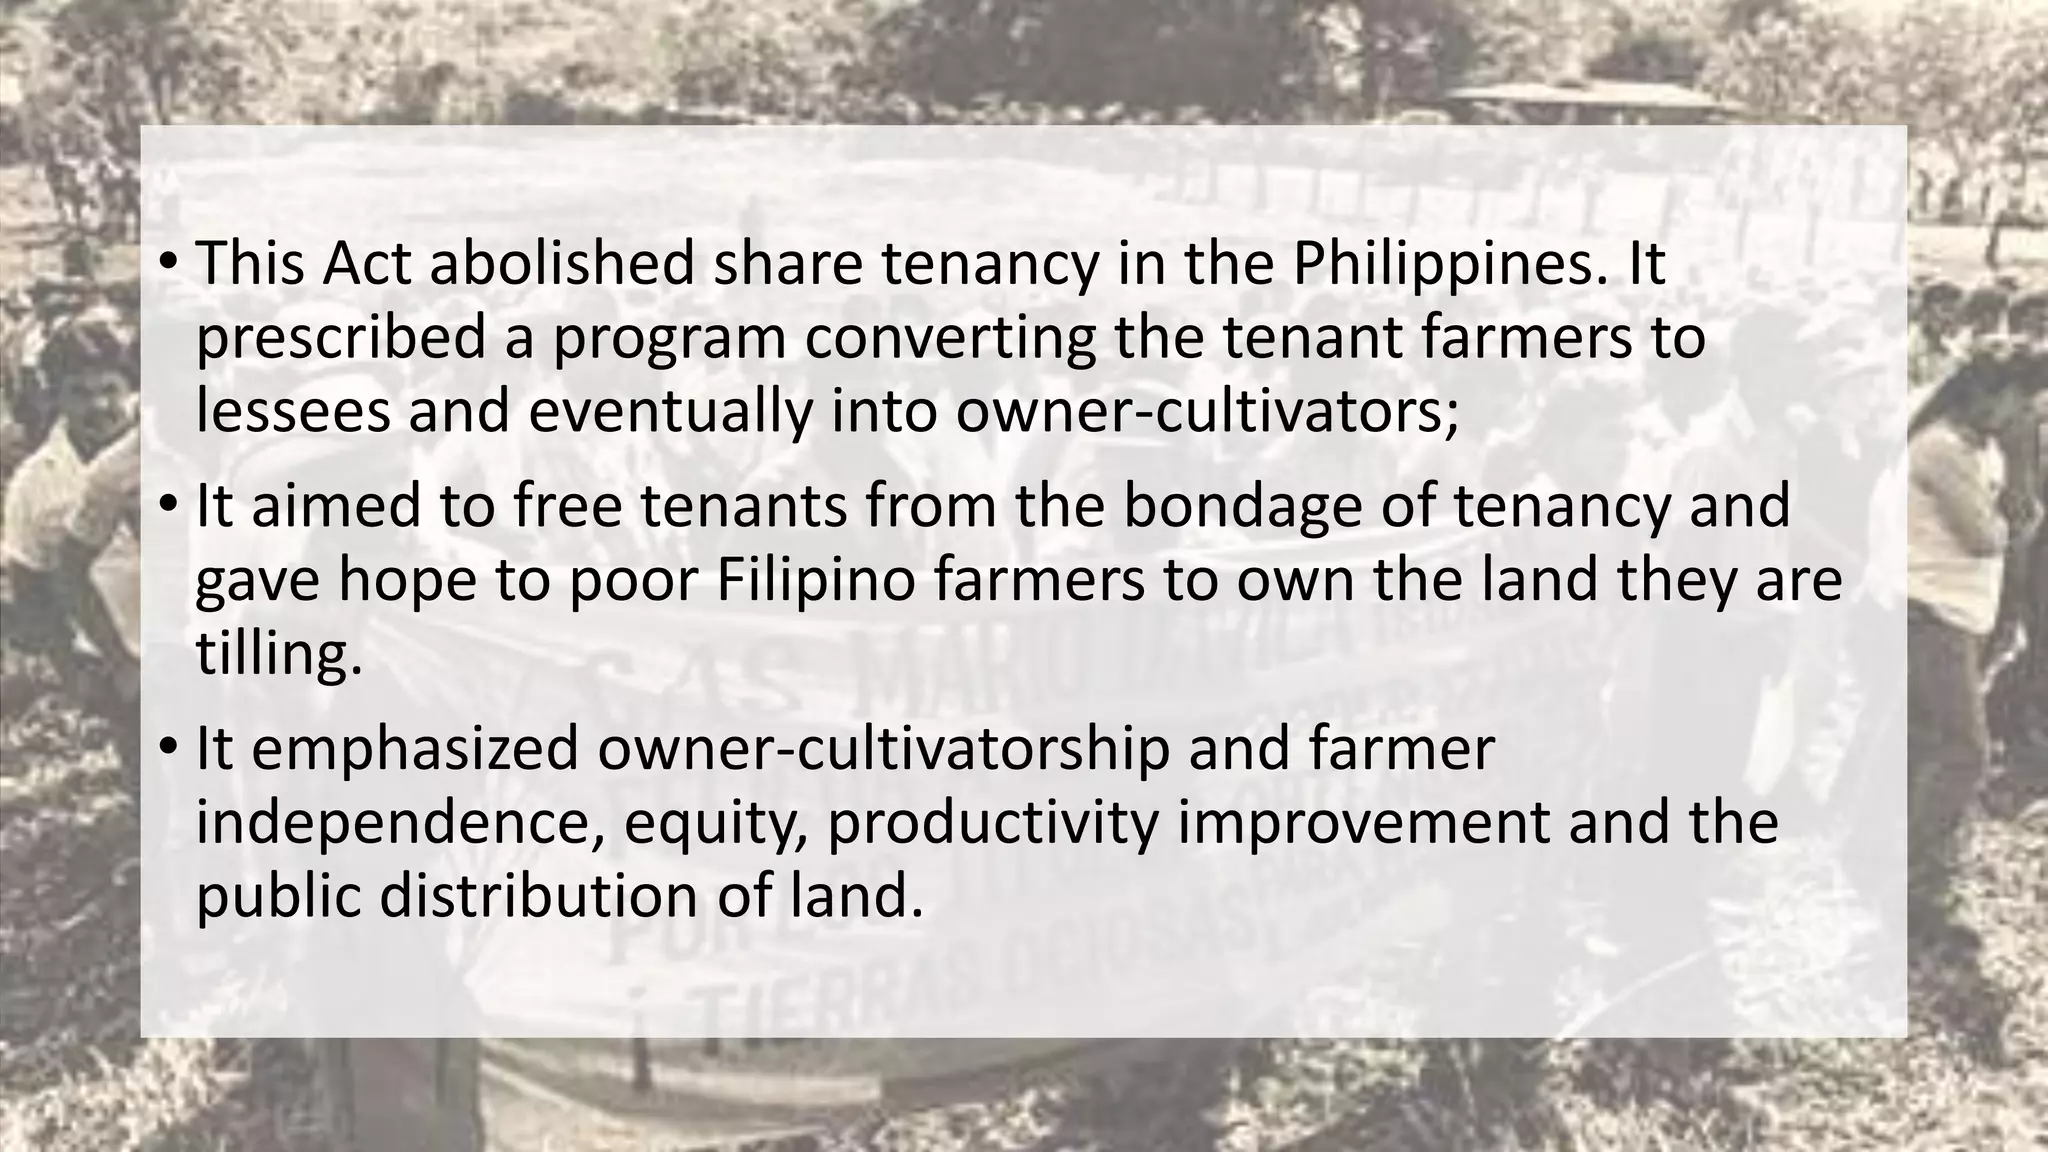 • This Act abolished share tenancy in the Philippines. It
prescribed a program converting the tenant farmers to
lessees and eventually into owner-cultivators;
• It aimed to free tenants from the bondage of tenancy and
gave hope to poor Filipino farmers to own the land they are
tilling.
• It emphasized owner-cultivatorship and farmer
independence, equity, productivity improvement and the
public distribution of land.
TIERRAS OCIOSAS